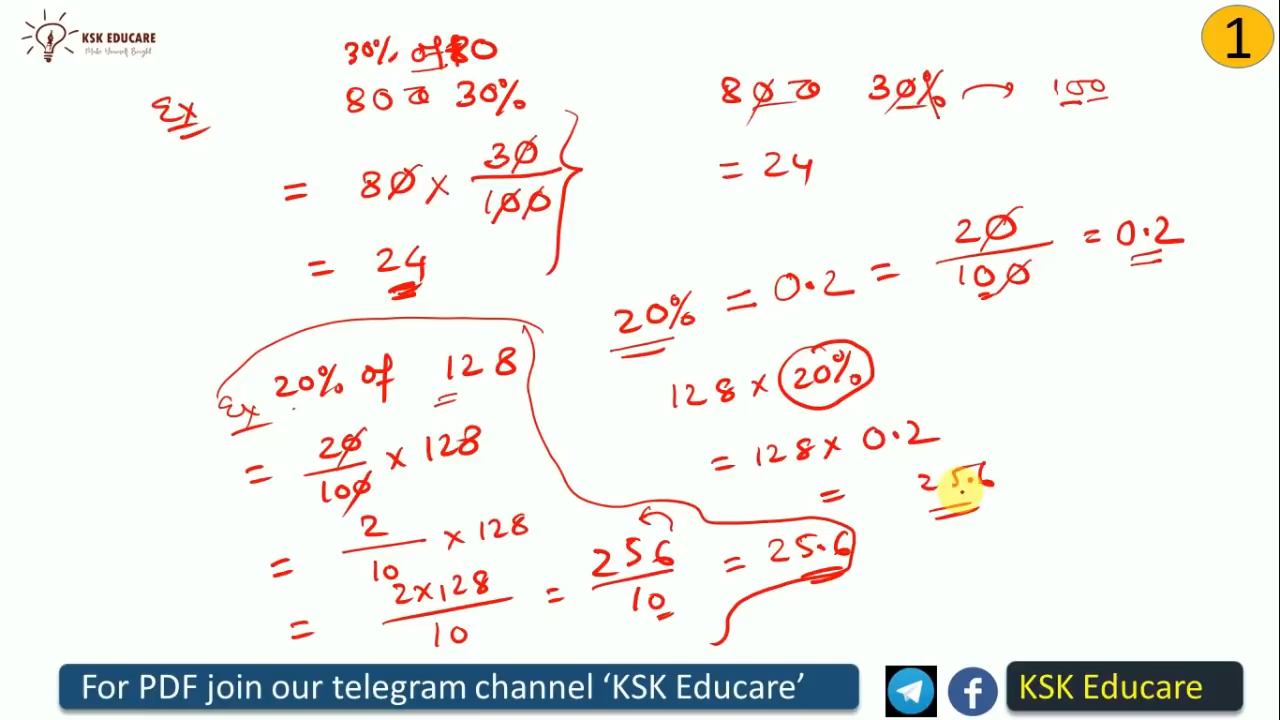 KSK EDUCARE
Make Yourself Bright
1
30% of 80
Ex 80 का 30%
= 80 × 30/100
= 24
80 का 30% → 100
= 24
20% = 0.2 = 20/100 = 0.2
Ex 20% of 128
= 20/100 × 128
= 2/10 × 128
= 2×128/10 = 256/10 = 25.6
128 × 20%
= 128 × 0.2
= 25.6
For PDF join our telegram channel ‘KSK Educare’
KSK Educare